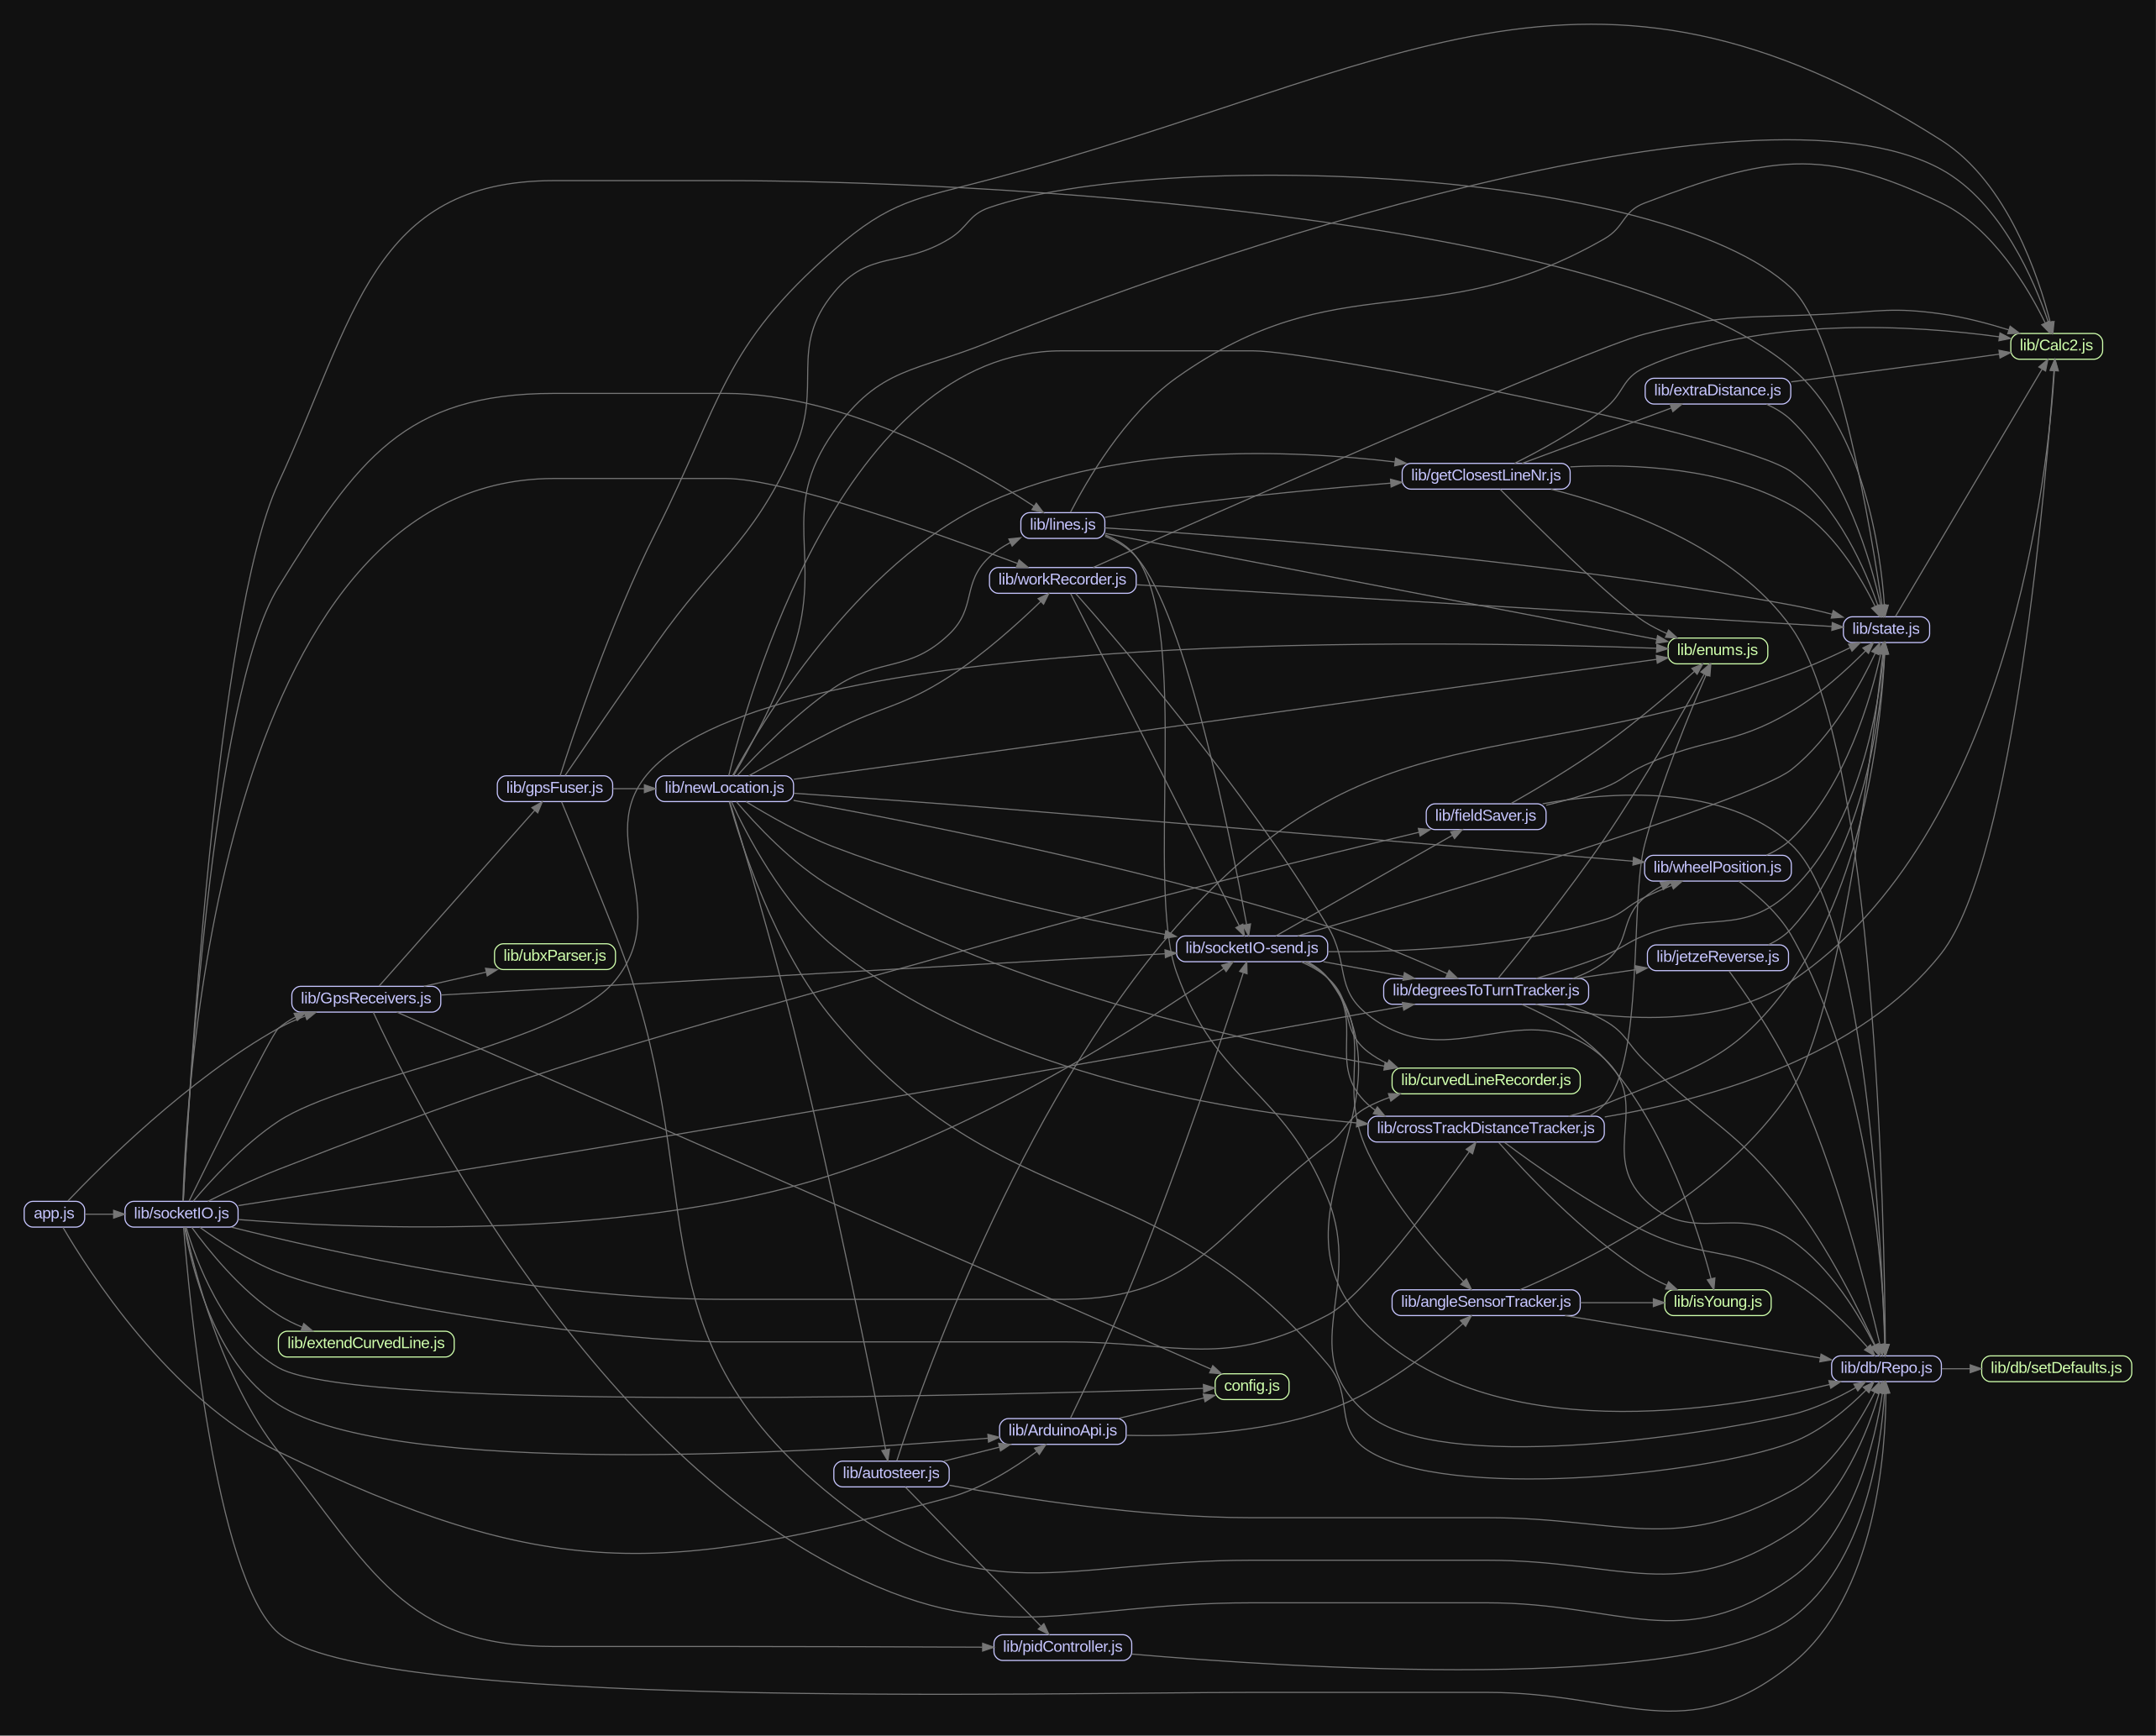 lib/Calc2.js
lib/extraDistance.js
lib/getClosestLineNr.js
lib/lines.js
lib/workRecorder.js
lib/state.js
lib/enums.js
lib/gpsFuser.js
lib/newLocation.js
lib/fieldSaver.js
lib/wheelPosition.js
lib/socketIO-send.js
lib/ubxParser.js
lib/jetzeReverse.js
lib/degreesToTurnTracker.js
lib/GpsReceivers.js
lib/curvedLineRecorder.js
lib/crossTrackDistanceTracker.js
app.js
lib/socketIO.js
lib/angleSensorTracker.js
lib/isYoung.js
lib/extendCurvedLine.js
lib/db/Repo.js
lib/db/setDefaults.js
config.js
lib/ArduinoApi.js
lib/autosteer.js
lib/pidController.js